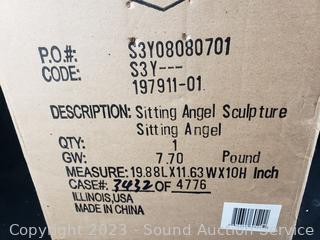 P.O.#: S3Y08080701
CODE: S3Y---
197911-01
DESCRIPTION: Sitting Angel Sculpture
Sitting Angel
QTY: 1
GW: 7.70 Pound
MEASURE: 19.88LX11.63WX10H Inch
CASE#: 3432 OF 4776
ILLINOIS,USA
MADE IN CHINA
Copyright 2023 - Sound Auction Service